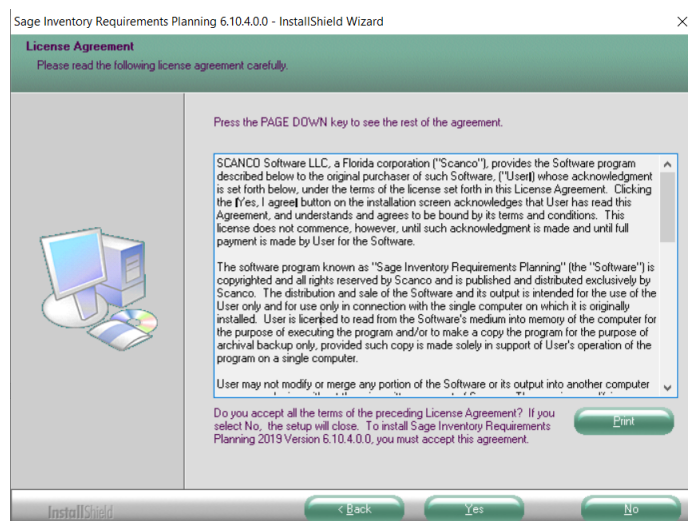 Sage Inventory Requirements Planning 6.10.4.0.0 - InstallShield Wizard
License Agreement
Please read the following license agreement carefully.
Press the PAGE DOWN key to see the rest of the agreement.
SCANCO Software LLC, a Florida corporation ("Scanco"), provides the Software program
described below to the original purchaser of such Software, ("User) whose acknowledgment
is set forth below, under the terms of the license set forth in this License Agreement. Clicking
the Yes, I agree button on the installation screen acknowledges that User has read this
Agreement, and understands and agrees to be bound by its terms and conditions. This
license does not commence, however, until such acknowledgment is made and until full
payment is made by User for the Software.
The software program known as "Sage Inventory Requirements Planning" (the "Software") is
copyrighted and all rights reserved by Scanco and is published and distributed exclusively by
Scanco. The distribution and sale of the Software and its output is intended for the use of the
User only and for use only in connection with the single computer on which it is originally
installed. User is licensed to read from the Software's medium into memory of the computer for
the purpose of executing the program and/or to make a copy the program for the purpose of
archival backup only, provided such copy is made solely in support of User's operation of the
program on a single computer.
User may not modify or merge any portion of the Software or its output into another computer
Do you accept all the terms of the preceding License Agreement? If you
select No, the setup will close. To install Sage Inventory Requirements
Planning 2019 Version 6.10.4.0.0, you must accept this agreement.
Print
InstallShield
< Back
Yes
No